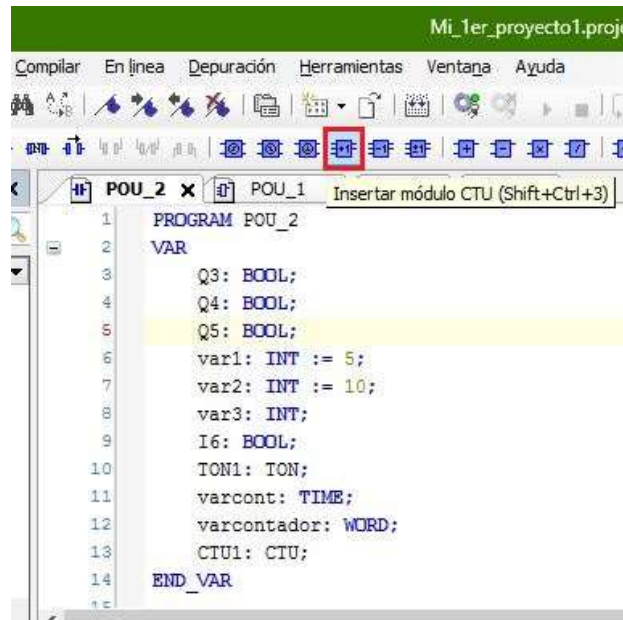 Mi_1er_proyecto1.proje
Compilar En línea Depuración Herramientas Ventana Ayuda
POU_2 X POU_1
Insertar módulo CTU (Shift+Ctrl+3)
1 PROGRAM POU_2
2 VAR
3 Q3: BOOL;
4 Q4: BOOL;
5 Q5: BOOL;
6 var1: INT := 5;
7 var2: INT := 10;
8 var3: INT;
9 I6: BOOL;
10 TON1: TON;
11 varcont: TIME;
12 varcontador: WORD;
13 CTU1: CTU;
14 END_VAR
15